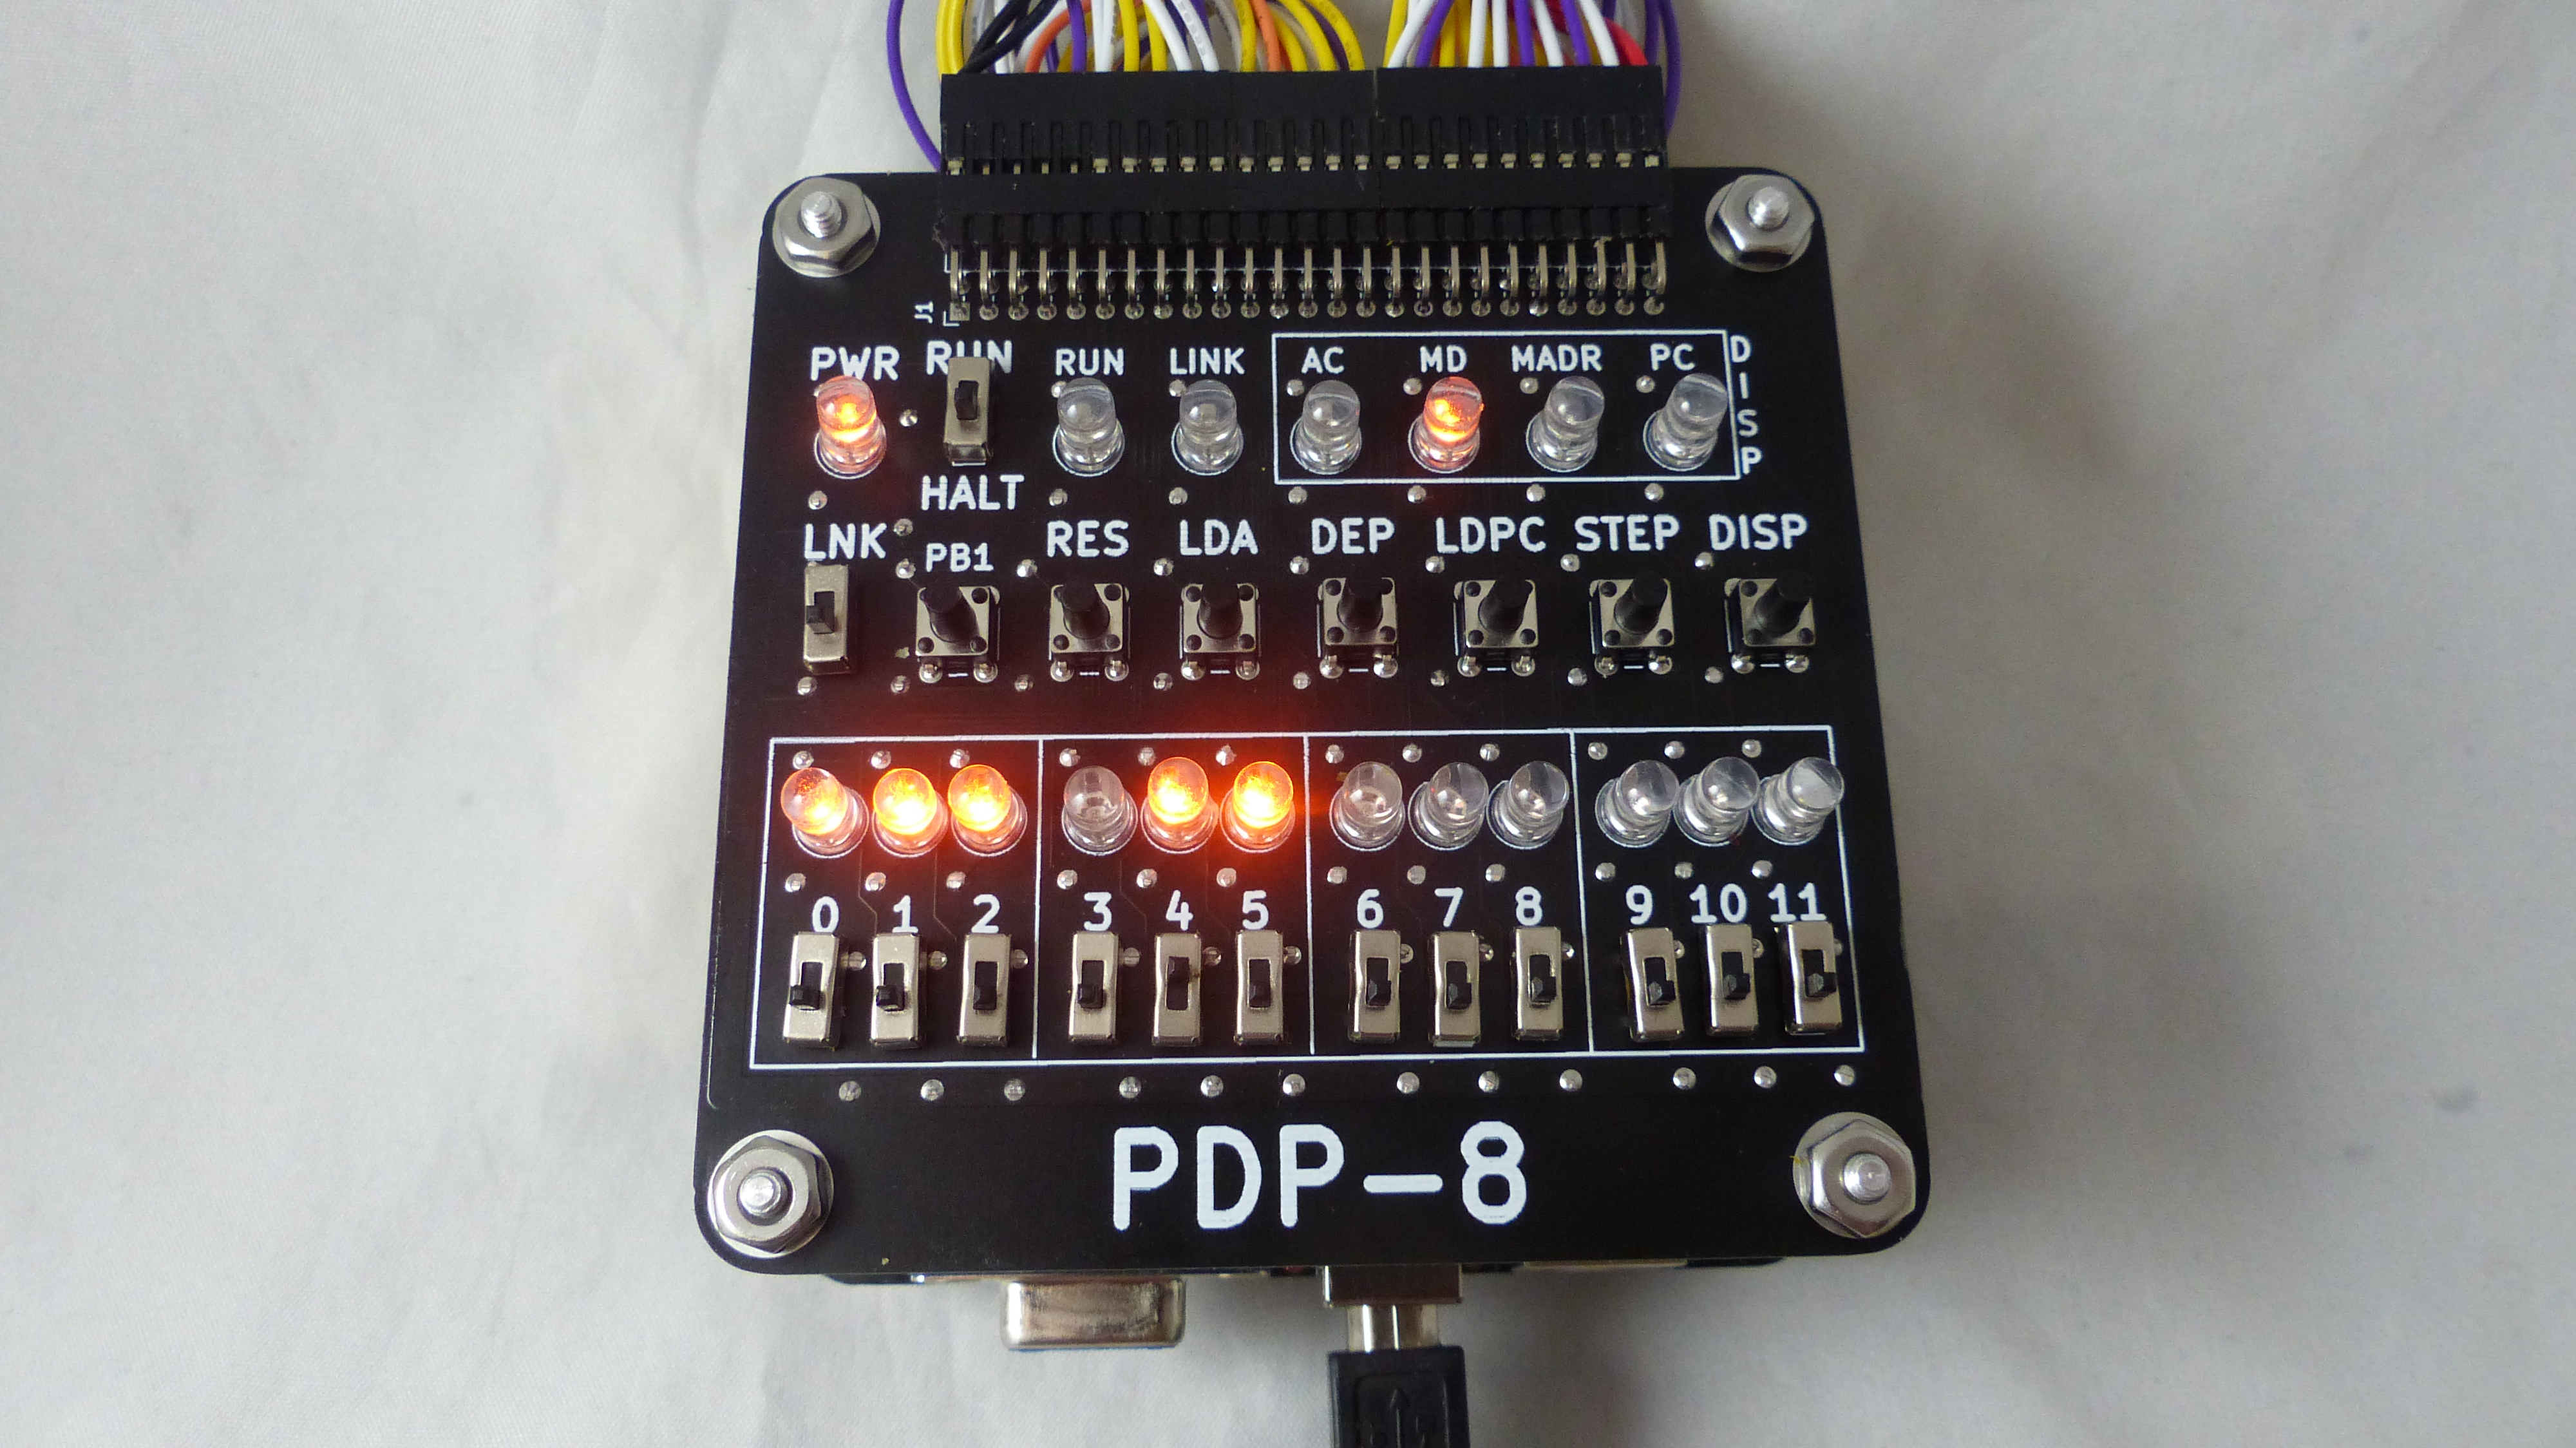 J1
PWR RUN RUN LINK AC MD MADR PC DISP
HALT
LNK PB1 RES LDA DEP LDPC STEP DISP
0 1 2 3 4 5 6 7 8 9 10 11
PDP-8